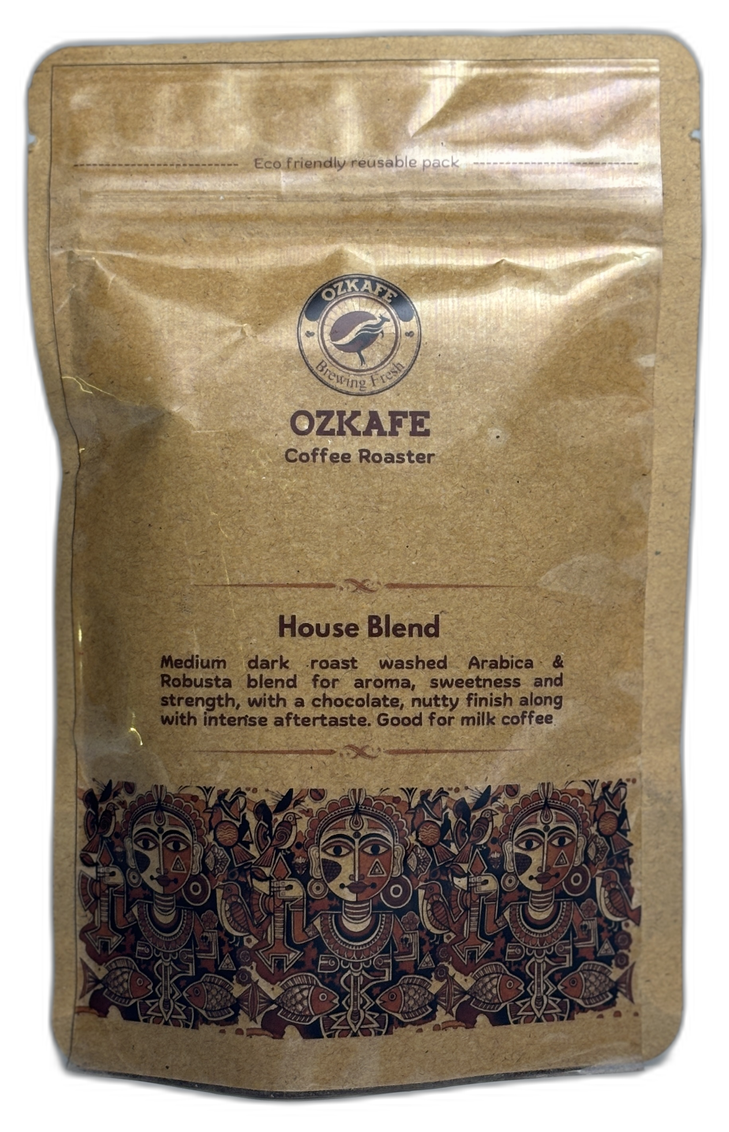 Eco friendly reusable pack
OZKAFE
Brewing Fresh
OZKAFE
Coffee Roaster
House Blend
Medium dark roast washed Arabica &
Robusta blend for aroma, sweetness and
strength, with a chocolate, nutty finish along
with intense aftertaste. Good for milk coffee